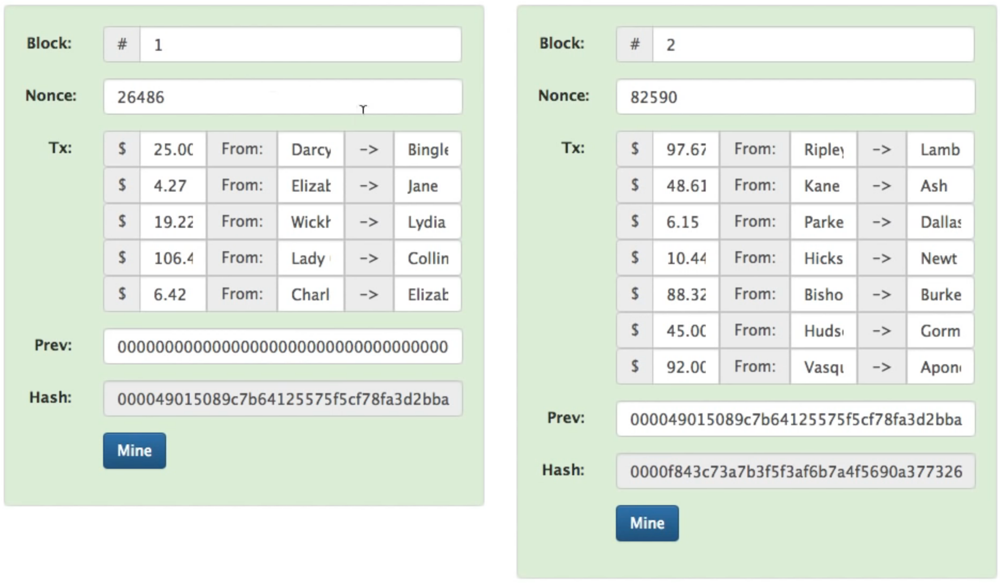 Block: # 1
Nonce: 26486
Tx: $ 25.00 From: Darcy -> Bingle
$ 4.27 From: Elizab -> Jane
$ 19.22 From: Wickh -> Lydia
$ 106.4 From: Lady -> Collin
$ 6.42 From: Charl -> Elizab
Prev: 00000000000000000000000000000000000
Hash: 000049015089c7b64125575f5cf78fa3d2bba
Mine
Block: # 2
Nonce: 82590
Tx: $ 97.67 From: Ripley -> Lamb
$ 48.61 From: Kane -> Ash
$ 6.15 From: Parke -> Dallas
$ 10.44 From: Hicks -> Newt
$ 88.32 From: Bisho -> Burke
$ 45.00 From: Huds -> Gorm
$ 92.00 From: Vasqu -> Apon
Prev: 000049015089c7b64125575f5cf78fa3d2bba
Hash: 0000f843c73a7b3f5f3af6b7a4f5690a377326
Mine